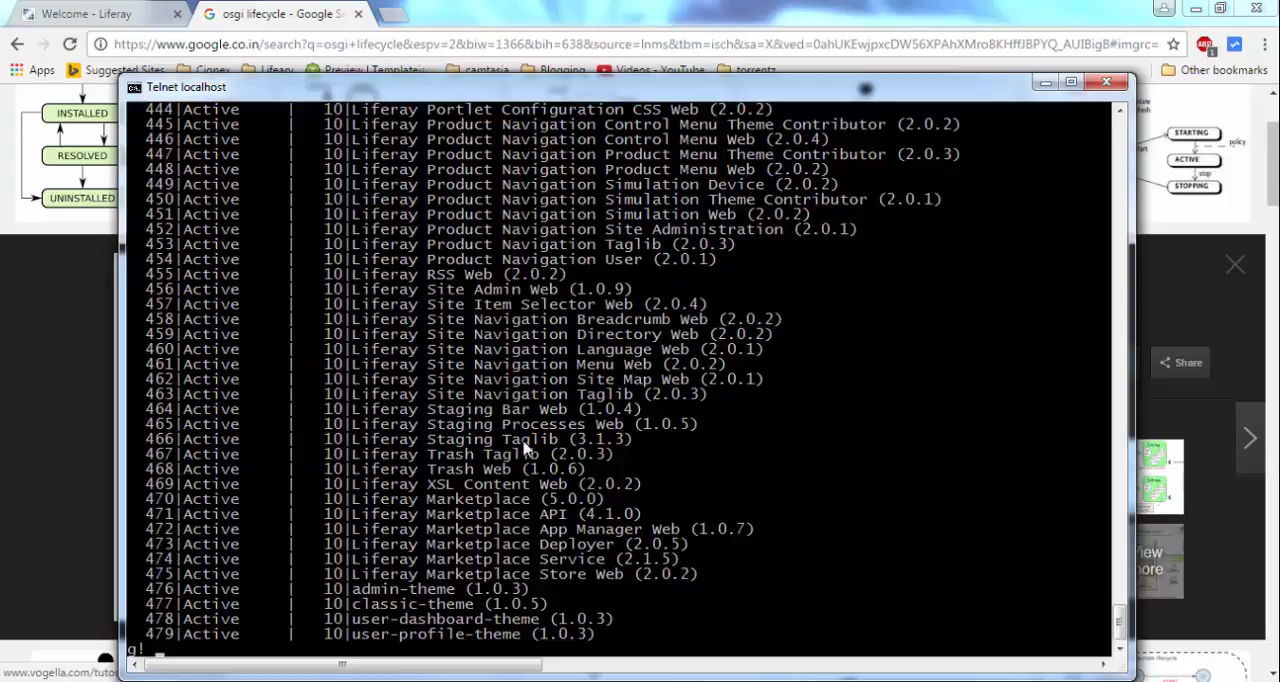 Welcome - Liferay
osgi lifecycle - Google Se
https://www.google.co.in/search?q=osgi+lifecycle&espv=2&biw=1366&bih=638&source=lnms&tbm=isch&sa=X&ved=0ahUKEwjpxcDW56XPAhXMro8KHffJBPYQ_AUIBigB#imgrc=
Apps
Suggested Sites
Cignex
Liferay
Preview | Templates
camtasia
Blogging
Videos - YouTube
torrentz
Other bookmarks
Telnet localhost
444|Active | 10|Liferay Portlet Configuration CSS Web (2.0.2)
445|Active | 10|Liferay Product Navigation Control Menu Theme Contributor (2.0.2)
446|Active | 10|Liferay Product Navigation Control Menu Web (2.0.4)
447|Active | 10|Liferay Product Navigation Product Menu Theme Contributor (2.0.3)
448|Active | 10|Liferay Product Navigation Product Menu Web (2.0.2)
449|Active | 10|Liferay Product Navigation Simulation Device (2.0.2)
450|Active | 10|Liferay Product Navigation Simulation Theme Contributor (2.0.1)
451|Active | 10|Liferay Product Navigation Simulation Web (2.0.2)
452|Active | 10|Liferay Product Navigation Site Administration (2.0.1)
453|Active | 10|Liferay Product Navigation Taglib (2.0.3)
454|Active | 10|Liferay Product Navigation User (2.0.1)
455|Active | 10|Liferay RSS Web (2.0.2)
456|Active | 10|Liferay Site Admin Web (1.0.9)
457|Active | 10|Liferay Site Item Selector Web (2.0.4)
458|Active | 10|Liferay Site Navigation Breadcrumb Web (2.0.2)
459|Active | 10|Liferay Site Navigation Directory Web (2.0.2)
460|Active | 10|Liferay Site Navigation Language Web (2.0.1)
461|Active | 10|Liferay Site Navigation Menu Web (2.0.2)
462|Active | 10|Liferay Site Navigation Site Map Web (2.0.1)
463|Active | 10|Liferay Site Navigation Taglib (2.0.3)
464|Active | 10|Liferay Staging Bar Web (1.0.4)
465|Active | 10|Liferay Staging Processes Web (1.0.5)
466|Active | 10|Liferay Staging Taglib (3.1.3)
467|Active | 10|Liferay Trash Taglib (2.0.3)
468|Active | 10|Liferay Trash Web (1.0.6)
469|Active | 10|Liferay XSL Content Web (2.0.2)
470|Active | 10|Liferay Marketplace (5.0.0)
471|Active | 10|Liferay Marketplace API (4.1.0)
472|Active | 10|Liferay Marketplace App Manager Web (1.0.7)
473|Active | 10|Liferay Marketplace Deployer (2.0.5)
474|Active | 10|Liferay Marketplace Service (2.1.5)
475|Active | 10|Liferay Marketplace Store Web (2.0.2)
476|Active | 10|admin-theme (1.0.3)
477|Active | 10|classic-theme (1.0.5)
478|Active | 10|user-dashboard-theme (1.0.3)
479|Active | 10|user-profile-theme (1.0.3)
g!
INSTALLED
RESOLVED
UNINSTALLED
STARTING
policy
ACTIVE
stop
STOPPING
Share
View
more
www.vogella.com/tuto